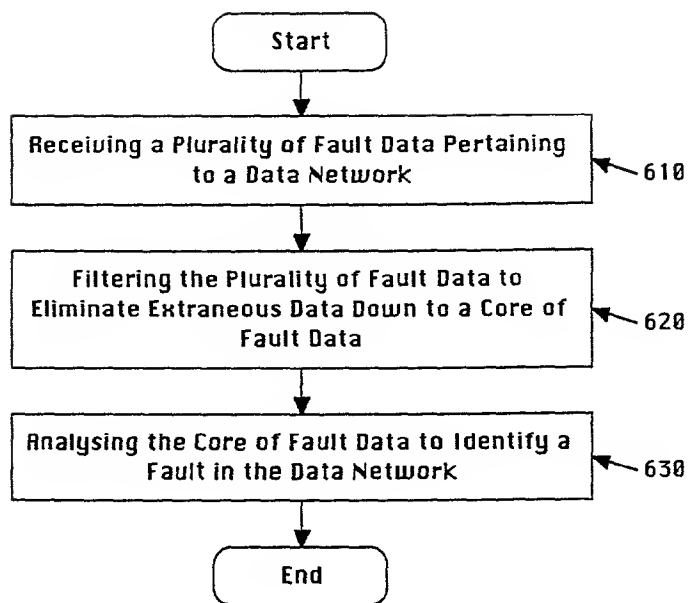 Start
Receiving a Plurality of Fault Data Pertaining
to a Data Network
610
Filtering the Plurality of Fault Data to
Eliminate Extraneous Data Down to a Core of
Fault Data
620
Analysing the Core of Fault Data to Identify a
Fault in the Data Network
630
End